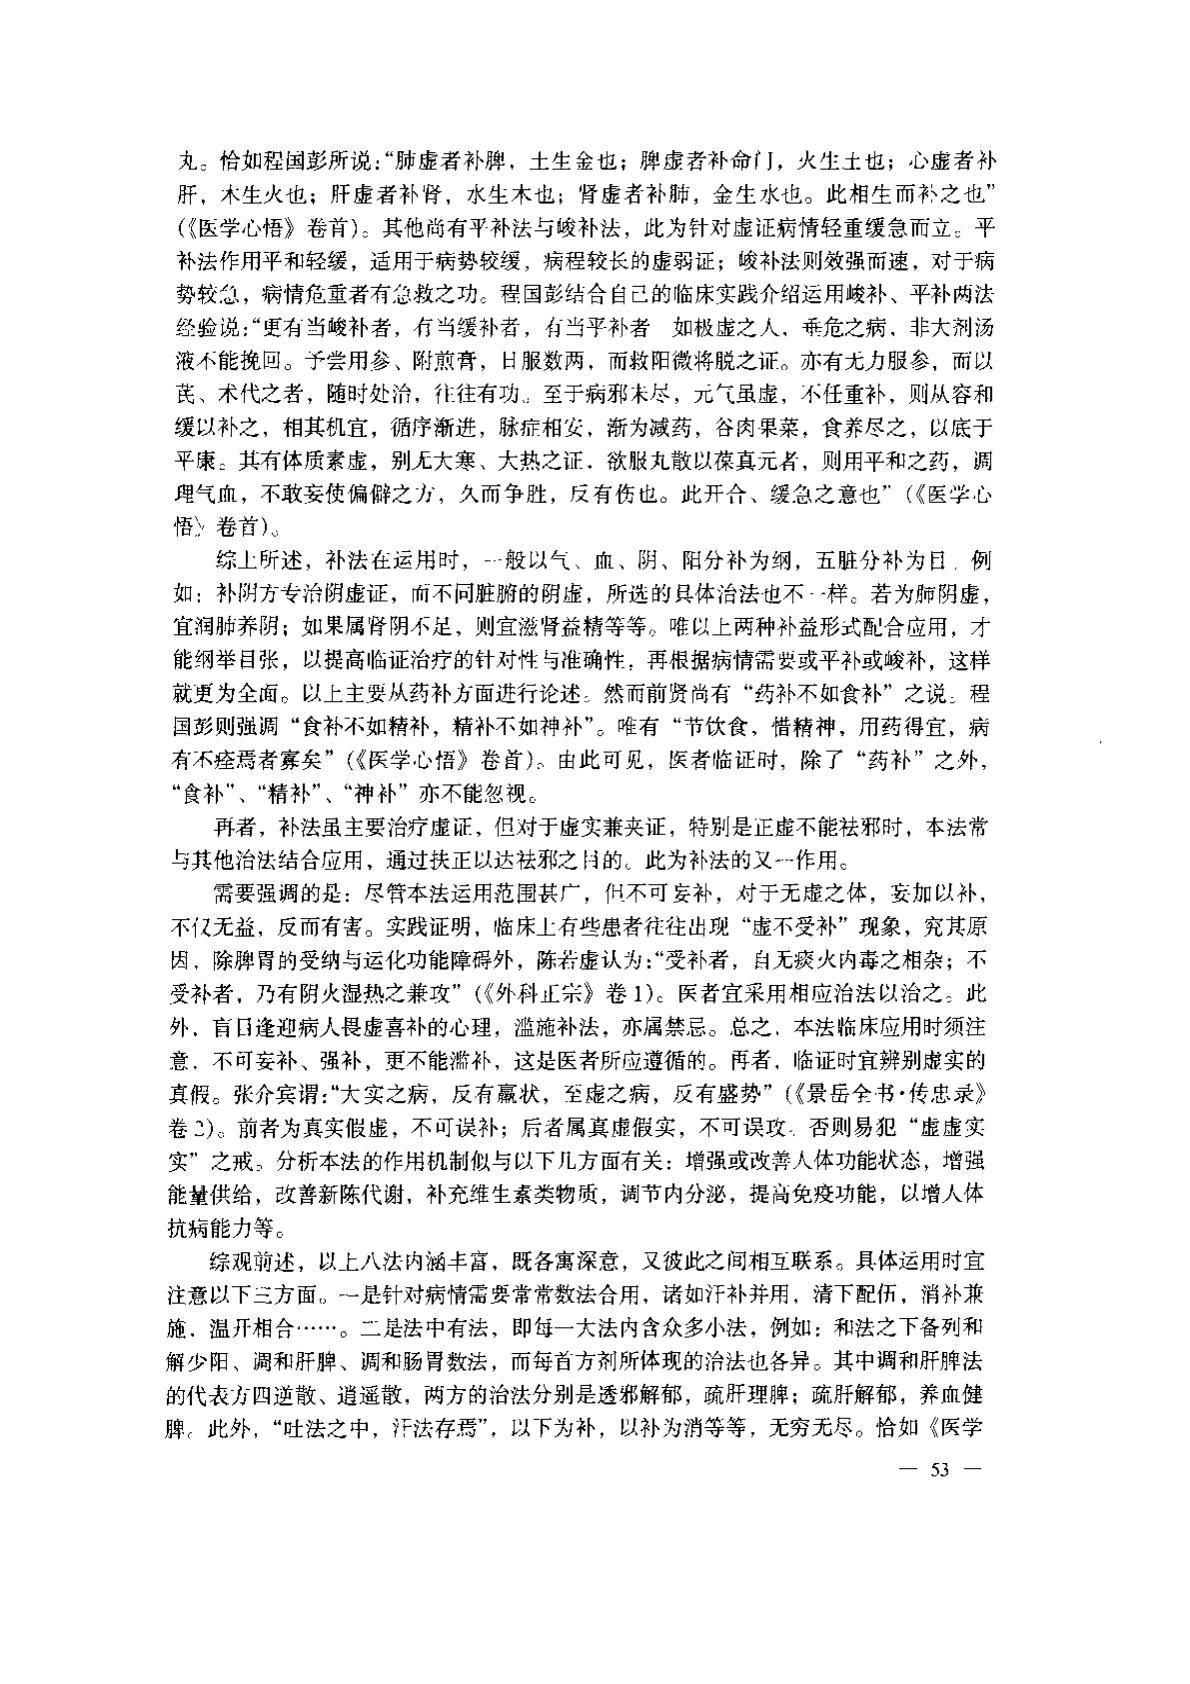 丸。恰如程国彭所说:“肺虚者补脾，土生金也；脾虚者补命门，火生土也；心虚者补
肝，木生火也；肝虚者补肾，水生木也；肾虚者补肺，金生水也。此相生而补之也”
(《医学心悟》卷首)。其他尚有平补法与峻补法，此为针对虚证病情轻重缓急而立。平
补法作用平和轻缓，适用于病势较缓，病程较长的虚弱证；峻补法则效强而速，对于病
势较急，病情危重者有急救之功。程国彭结合自己的临床实践介绍运用峻补、平补两法
经验说:“更有当峻补者，有当缓补者，有当平补者 如极虚之人，垂危之病，非大剂汤
液不能挽回。予尝用参、附煎膏，日服数两，而救阳微将脱之证。亦有无力服参，而以
芪、术代之者，随时处治，往往有功。至于病邪未尽，元气虽虚，不任重补，则从容和
缓以补之，相其机宜，循序渐进，脉症相安，渐为减药，谷肉果菜，食养尽之，以底于
平康。其有体质素虚，别无大寒、大热之证，欲服丸散以葆真元者，则用平和之药，调
理气血，不敢妄使偏僻之方，久而争胜，反有伤也。此开合、缓急之意也”(《医学心
悟》卷首)。
综上所述，补法在运用时，一般以气、血、阴、阳分补为纲，五脏分补为目．例
如：补阴方专治阴虚证，而不同脏腑的阴虚，所选的具体治法也不一样。若为肺阴虚，
宜润肺养阴；如果属肾阴不足，则宜滋肾益精等等。唯以上两种补益形式配合应用，才
能纲举目张，以提高临证治疗的针对性与准确性，再根据病情需要或平补或峻补，这样
就更为全面。以上主要从药补方面进行论述。然而前贤尚有“药补不如食补”之说。程
国彭则强调“食补不如精补，精补不如神补”。唯有“节饮食，惜精神，用药得宜，病
有不痊焉者寡矣”(《医学心悟》卷首)。由此可见，医者临证时，除了“药补”之外，
“食补”、“精补”、“神补”亦不能忽视。
再者，补法虽主要治疗虚证，但对于虚实兼夹证，特别是正虚不能祛邪时，本法常
与其他治法结合应用，通过扶正以达祛邪之目的。此为补法的又一作用。
需要强调的是：尽管本法运用范围甚广，但不可妄补，对于无虚之体，妄加以补，
不仅无益，反而有害。实践证明，临床上有些患者往往出现“虚不受补”现象，究其原
因，除脾胃的受纳与运化功能障碍外，陈若虚认为:“受补者，自无痰火内毒之相杂；不
受补者，乃有阴火湿热之兼攻”(《外科正宗》卷1)。医者宜采用相应治法以治之。此
外，盲目逢迎病人畏虚喜补的心理，滥施补法，亦属禁忌。总之，本法临床应用时须注
意，不可妄补、强补，更不能滥补，这是医者所应遵循的。再者，临证时宜辨别虚实的
真假。张介宾谓:“大实之病，反有羸状，至虚之病，反有盛势”(《景岳全书·传忠录》
卷2)。前者为真实假虚，不可误补；后者属真虚假实，不可误攻。否则易犯“虚虚实
实”之戒。分析本法的作用机制似与以下几方面有关：增强或改善人体功能状态，增强
能量供给，改善新陈代谢，补充维生素类物质，调节内分泌，提高免疫功能，以增人体
抗病能力等。
综观前述，以上八法内涵丰富，既各寓深意，又彼此之间相互联系。具体运用时宜
注意以下三方面。一是针对病情需要常常数法合用，诸如汗补并用，清下配伍，消补兼
施，温开相合……。二是法中有法，即每一大法内含众多小法，例如：和法之下备列和
解少阳、调和肝脾、调和肠胃数法，而每首方剂所体现的治法也各异。其中调和肝脾法
的代表方四逆散、逍遥散，两方的治法分别是透邪解郁，疏肝理脾；疏肝解郁，养血健
脾。此外，“吐法之中，汗法存焉”，以下为补，以补为消等等，无穷无尽。恰如《医学
— 53 —